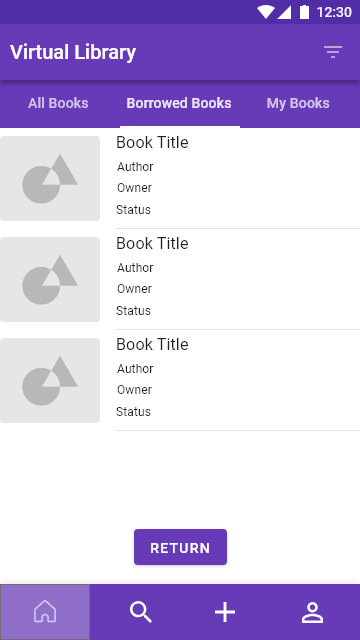 12:30
Virtual Library
All Books Borrowed Books My Books
Book Title
Author
Owner
Status
Book Title
Author
Owner
Status
Book Title
Author
Owner
Status
RETURN